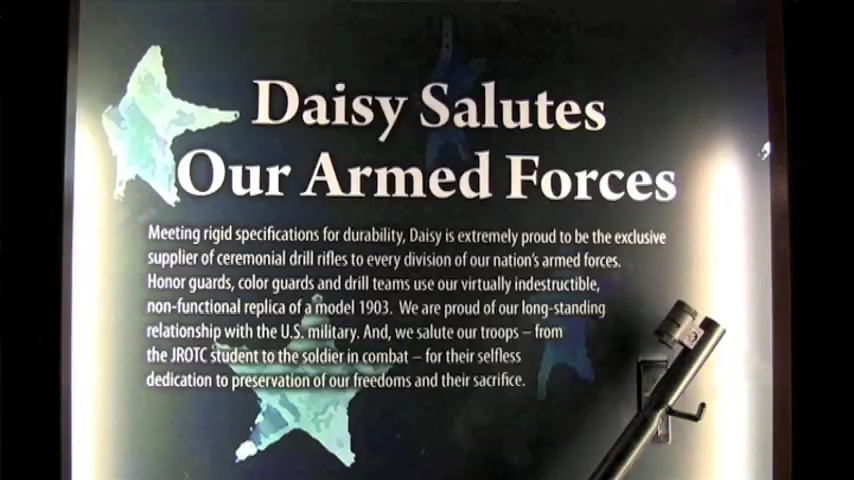 Daisy Salutes
Our Armed Forces
Meeting rigid specifications for durability, Daisy is extremely proud to be the exclusive
supplier of ceremonial drill rifles to every division of our nation's armed forces.
Honor guards, color guards and drill teams use our virtually indestructible,
non-functional replica of a model 1903. We are proud of our long-standing
relationship with the U.S. military. And, we salute our troops – from
the JROTC student to the soldier in combat – for their selfless
dedication to preservation of our freedoms and their sacrifice.